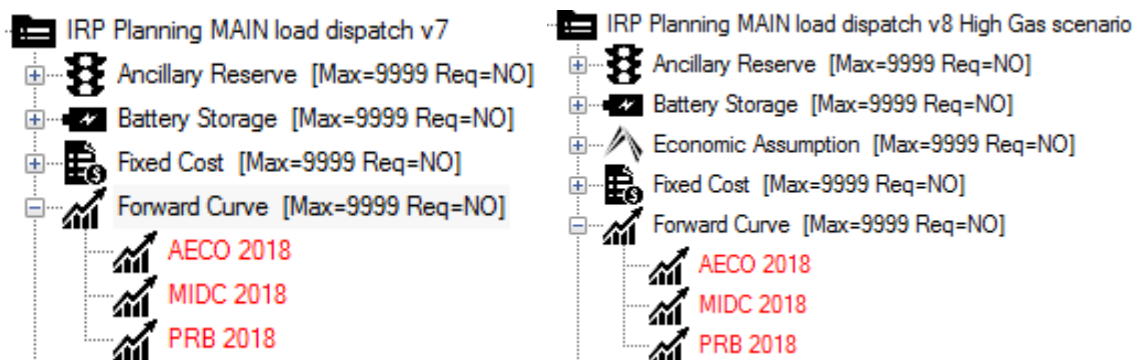 IRP Planning MAIN load dispatch v7
Ancillary Reserve [Max=9999 Req=NO]
Battery Storage [Max=9999 Req=NO]
Fixed Cost [Max=9999 Req=NO]
Forward Curve [Max=9999 Req=NO]
AECO 2018
MIDC 2018
PRB 2018
IRP Planning MAIN load dispatch v8 High Gas scenario
Ancillary Reserve [Max=9999 Req=NO]
Battery Storage [Max=9999 Req=NO]
Economic Assumption [Max=9999 Req=NO]
Fixed Cost [Max=9999 Req=NO]
Forward Curve [Max=9999 Req=NO]
AECO 2018
MIDC 2018
PRB 2018